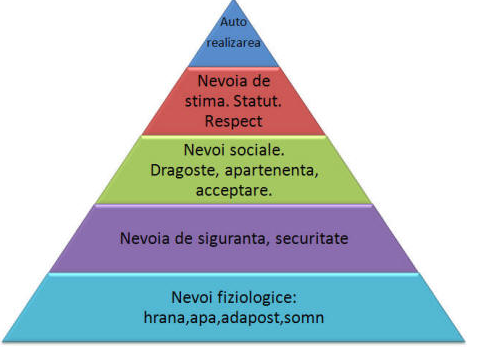 Auto
realizarea
Nevoia de
stima. Statut.
Respect
Nevoi sociale.
Dragoste, apartenenta,
acceptare.
Nevoia de siguranta, securitate
Nevoi fiziologice:
hrana,apa,adapost,somn